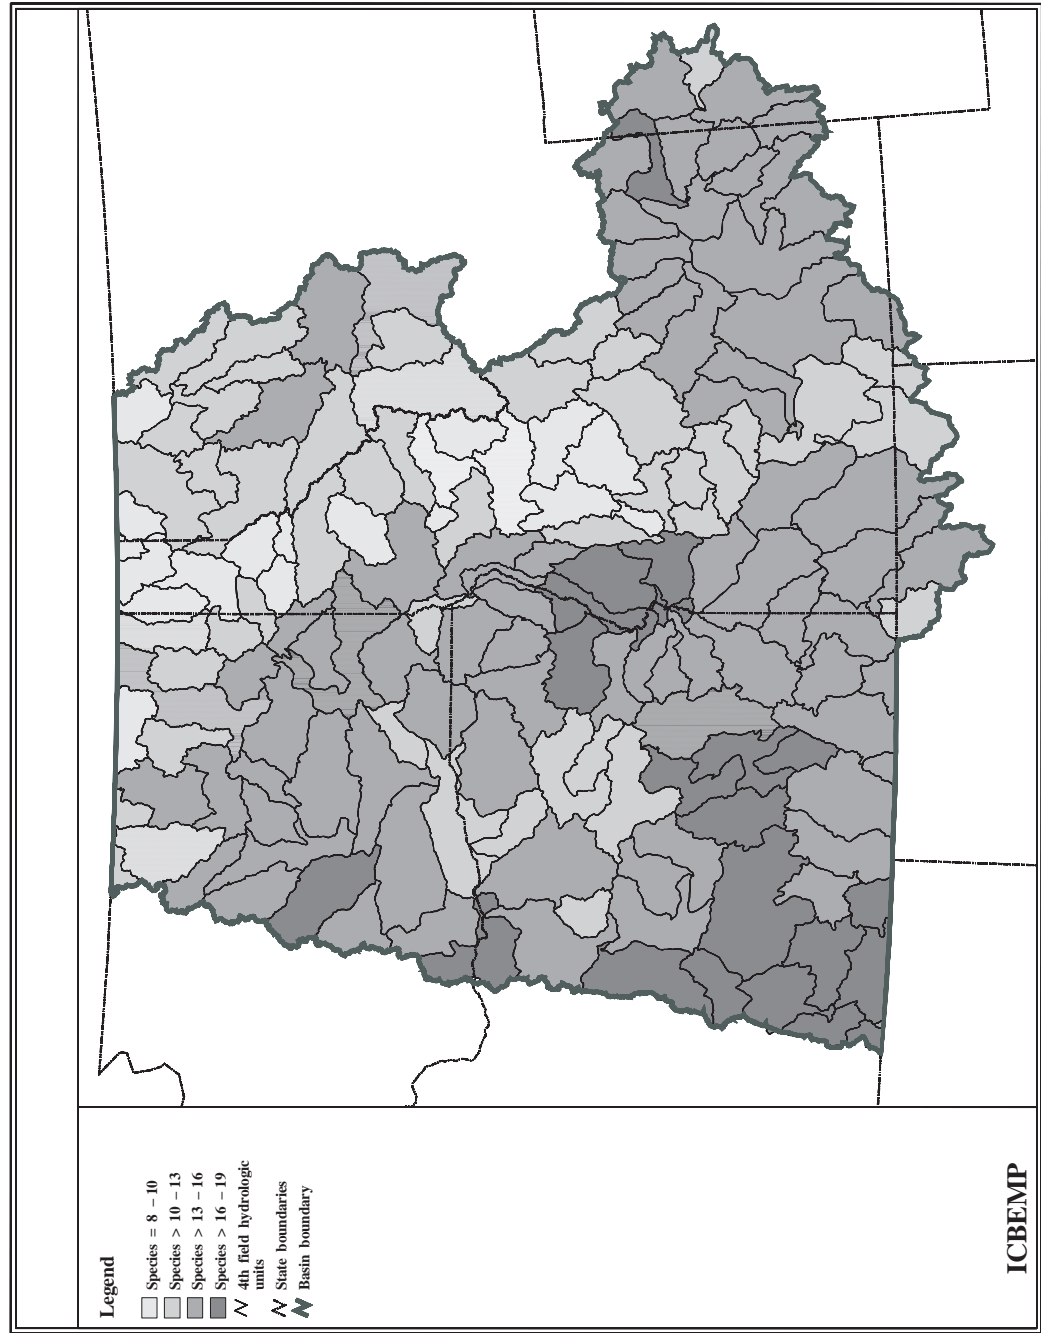 Legend
Species = 8 – 10
Species > 10 – 13
Species > 13 – 16
Species > 16 – 19
4th field hydrologic
units
State boundaries
Basin boundary
ICBEMP